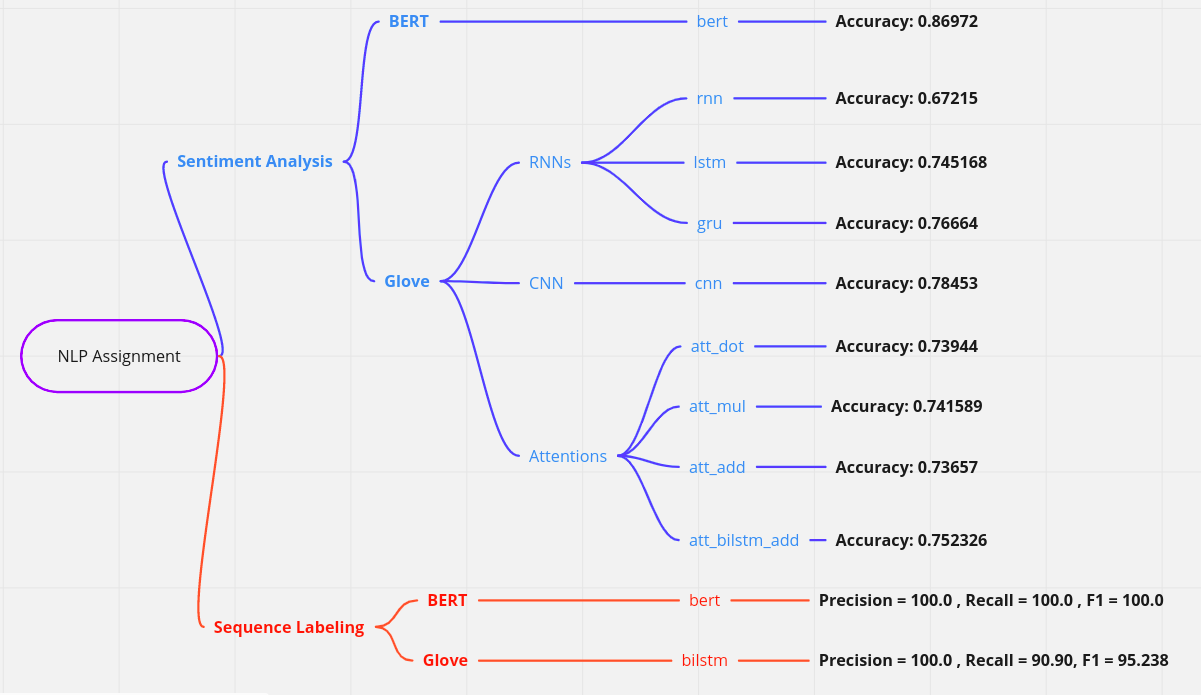 NLP Assignment
Sentiment Analysis
BERT
bert
Accuracy: 0.86972
Glove
RNNs
rnn
Accuracy: 0.67215
lstm
Accuracy: 0.745168
gru
Accuracy: 0.76664
CNN
cnn
Accuracy: 0.78453
Attentions
att_dot
Accuracy: 0.73944
att_mul
Accuracy: 0.741589
att_add
Accuracy: 0.73657
att_bilstm_add
Accuracy: 0.752326
Sequence Labeling
BERT
bert
Precision = 100.0 , Recall = 100.0 , F1 = 100.0
Glove
bilstm
Precision = 100.0 , Recall = 90.90, F1 = 95.238